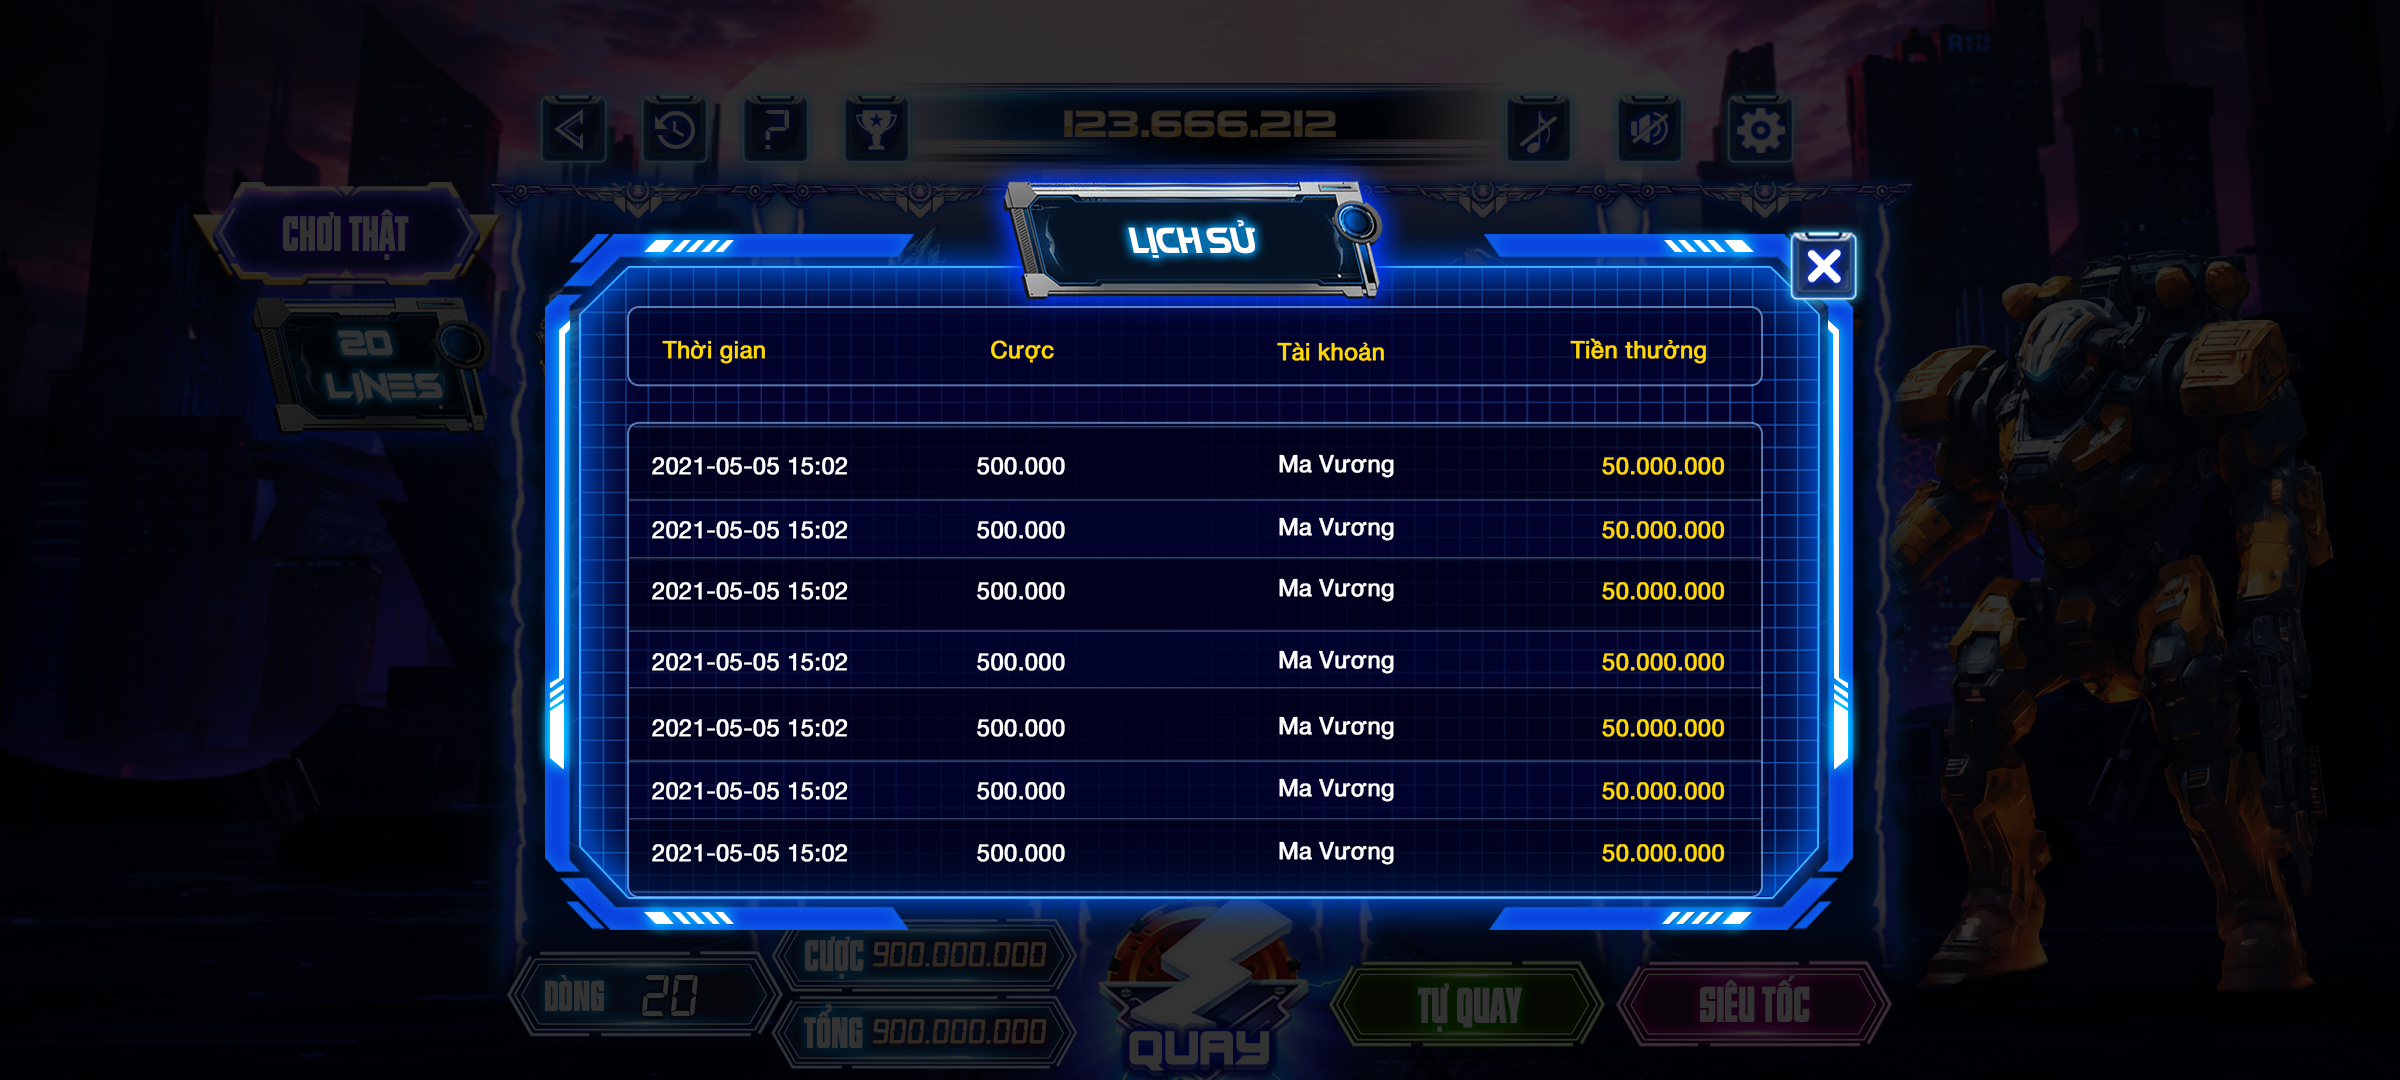 123.666.212
CHƠI THẬT
LỊCH SỬ
20
LINES
Thời gian Cược Tài khoản Tiền thưởng
2021-05-05 15:02 500.000 Ma Vương 50.000.000
2021-05-05 15:02 500.000 Ma Vương 50.000.000
2021-05-05 15:02 500.000 Ma Vương 50.000.000
2021-05-05 15:02 500.000 Ma Vương 50.000.000
2021-05-05 15:02 500.000 Ma Vương 50.000.000
2021-05-05 15:02 500.000 Ma Vương 50.000.000
2021-05-05 15:02 500.000 Ma Vương 50.000.000
CƯỢC 900.000.000
DÒNG 20
TỔNG 900.000.000
QUAY
TỰ QUAY
SIÊU TỐC